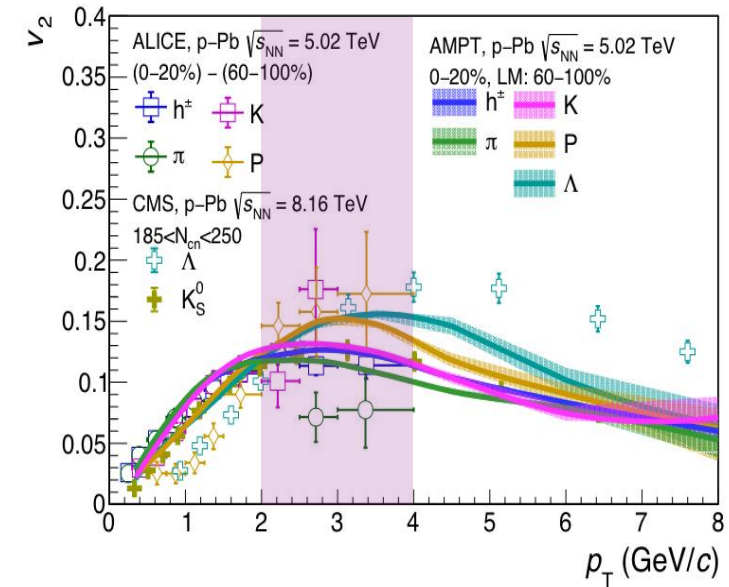 v₂
0.4
0.35
0.3
0.25
0.2
0.15
0.1
0.05
0
ALICE, p–Pb √sNN = 5.02 TeV
(0–20%) – (60–100%)
h± K
π P
CMS, p–Pb √sNN = 8.16 TeV
185<Ncn<250
Λ
K⁰S
AMPT, p–Pb √sNN = 5.02 TeV
0–20%, LM: 60–100%
h± K
π P
Λ
0 1 2 3 4 5 6 7 8
pT (GeV/c)